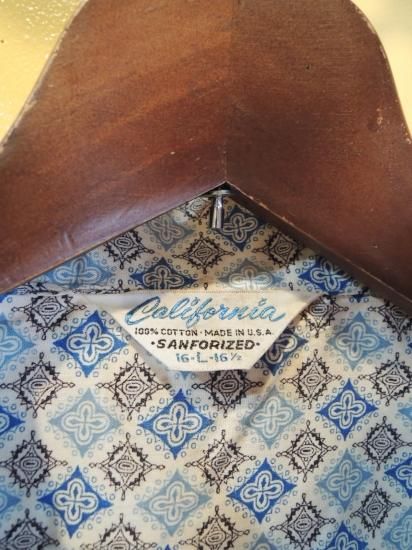 California
100% COTTON · MADE IN U.S.A.
· SANFORIZED ·
16-L-16½